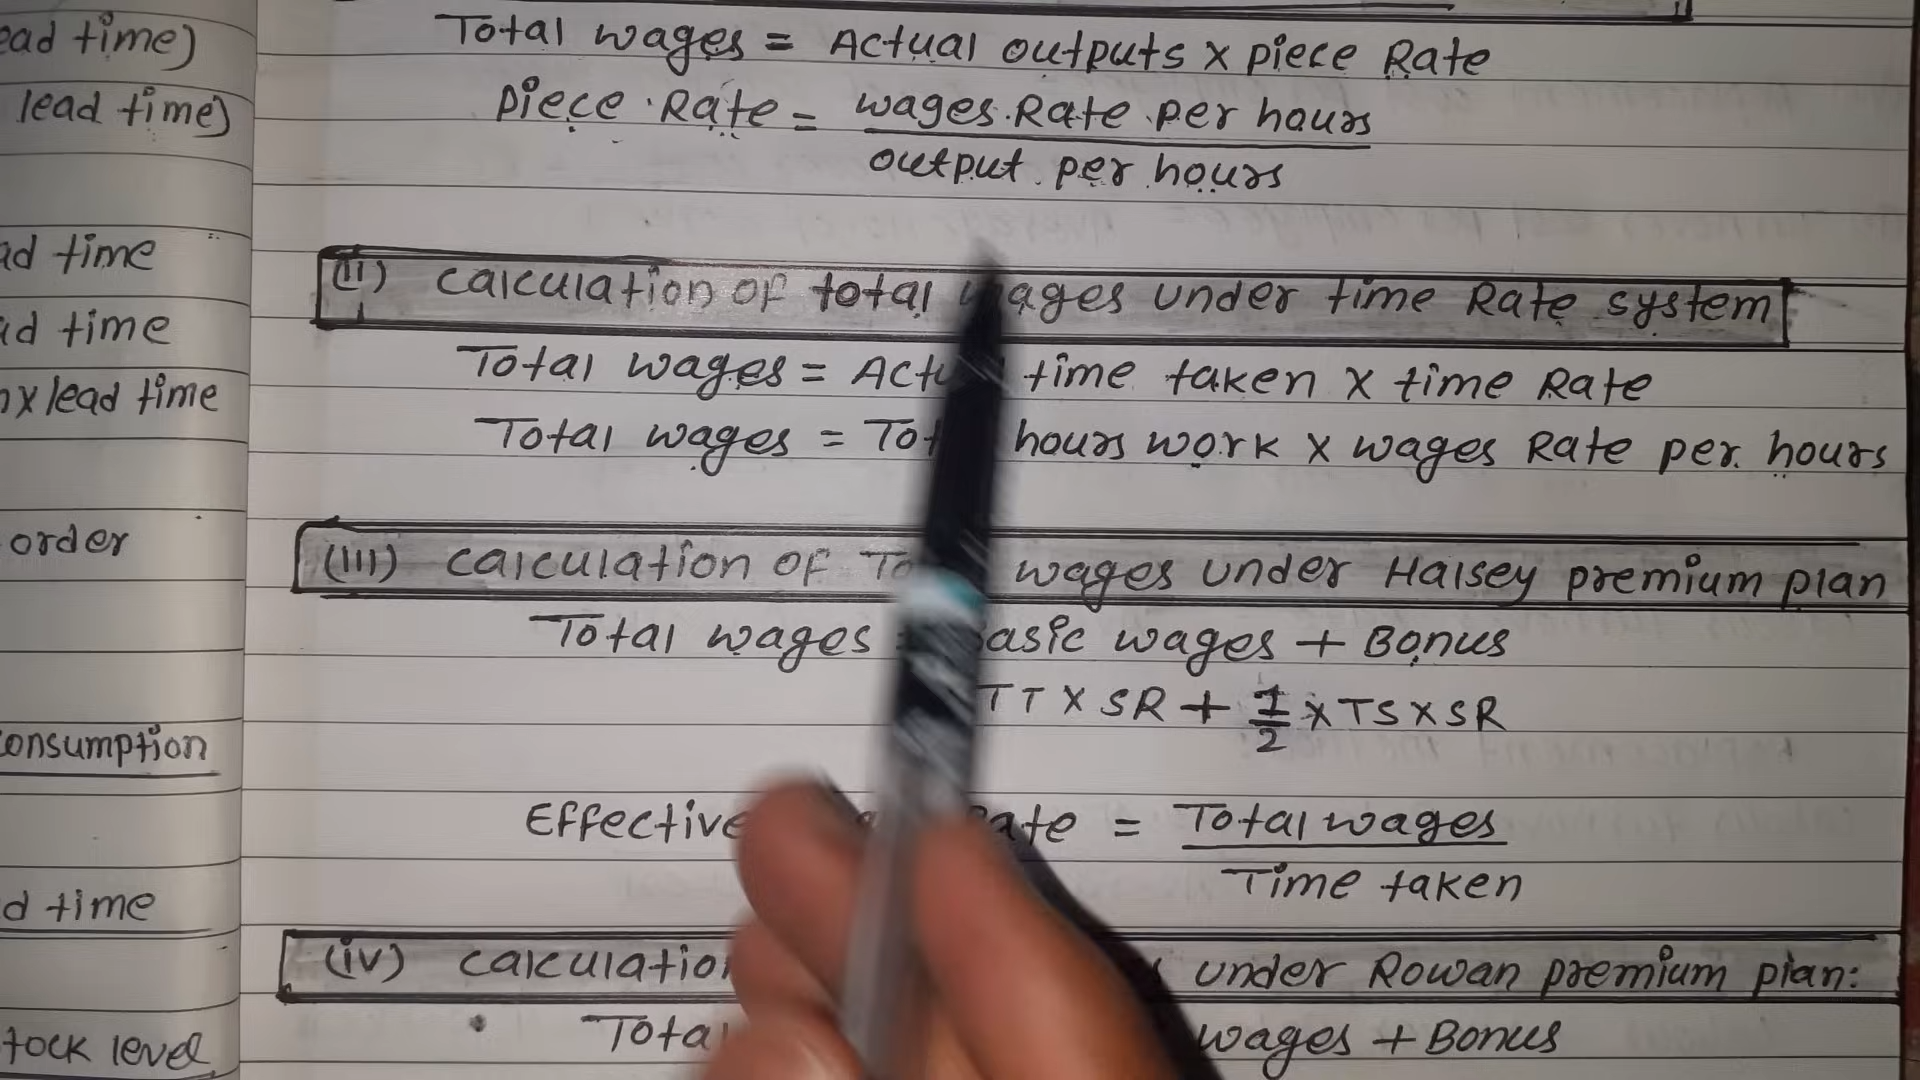 ead time)
lead time)
ad time
ad time
nx lead time
order
consumption
d time
tock level
Total wages = Actual outputs x piece Rate
piece Rate = wages Rate per hours
output per hours
(ii) calculation of total wages under time Rate system
Total wages = Actu time taken x time Rate
Total wages = Tot hours work x wages Rate per hours
(iii) calculation of To wages under Halsey premium plan
Total wages = asic wages + Bonus
TT x SR + 1/2 x TS x SR
Effective ate = Total wages
Time taken
(iv) calculation under Rowan premium plan:
Tota wages + Bonus